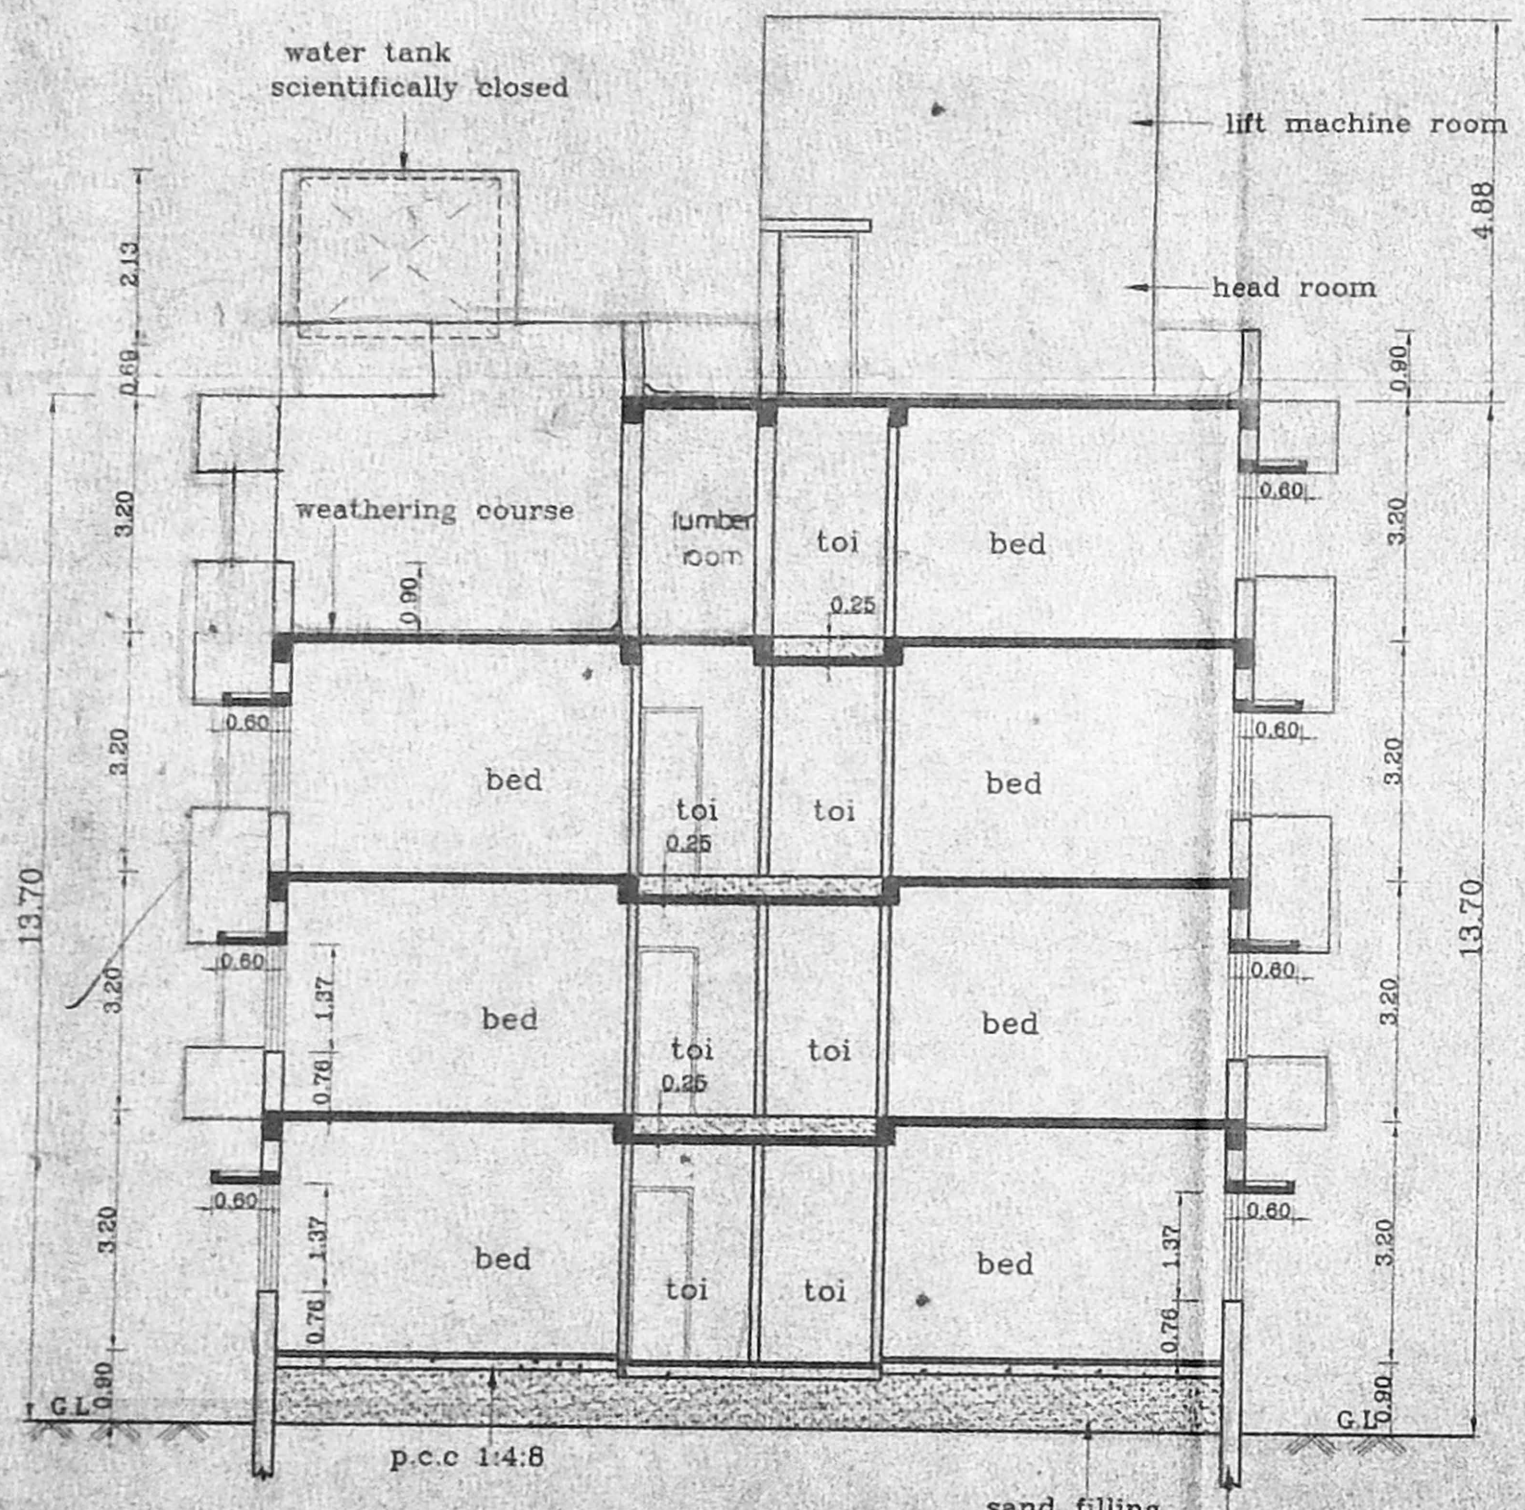 water tank
scientifically closed
lift machine room
4.88
2.13
head room
0.69
0.90
0.60
3.20
weathering course
lumber
room
toi
bed
3.20
0.90
0.25
0.60
0.60
3.20
bed
toi
toi
bed
3.20
0.25
13.70
13.70
0.60
0.60
3.20
1.37
bed
toi
toi
bed
3.20
0.76
0.25
0.60
0.60
3.20
1.37
bed
toi
toi
bed
1.37
3.20
0.76
0.76
0.90
0.90
G.L
G.L
p.c.c 1:4:8
sand filling